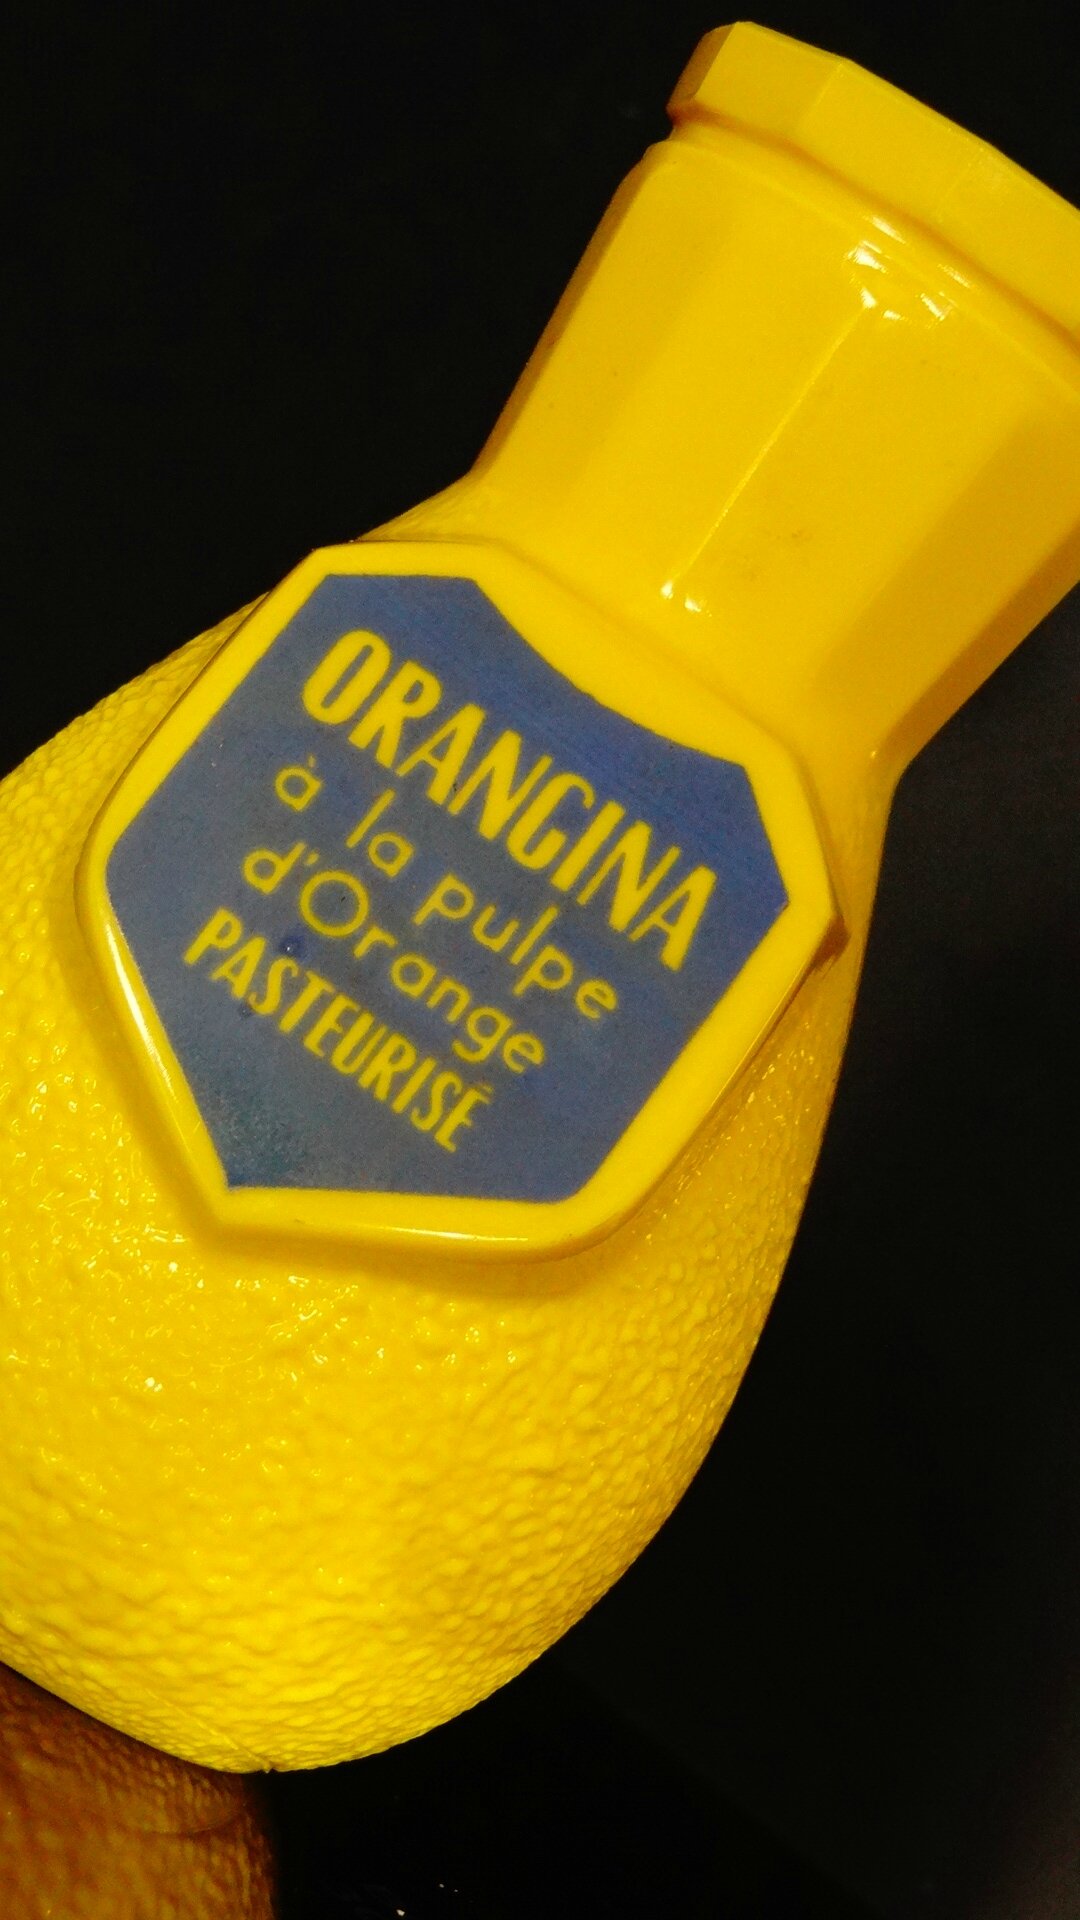 ORANGINA
à la pulpe
d'Orange
PASTEURISÉ